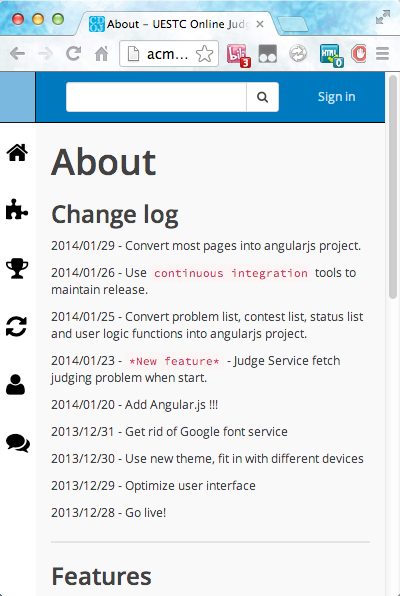 About – UESTC Online Jud
acm...
3
0
Sign in
About
Change log
2014/01/29 - Convert most pages into angularjs project.
2014/01/26 - Use continuous integration tools to
maintain release.
2014/01/25 - Convert problem list, contest list, status list
and user logic functions into angularjs project.
2014/01/23 - *New feature* - Judge Service fetch
judging problem when start.
2014/01/20 - Add Angular.js !!!
2013/12/31 - Get rid of Google font service
2013/12/30 - Use new theme, fit in with different devices
2013/12/29 - Optimize user interface
2013/12/28 - Go live!
Features